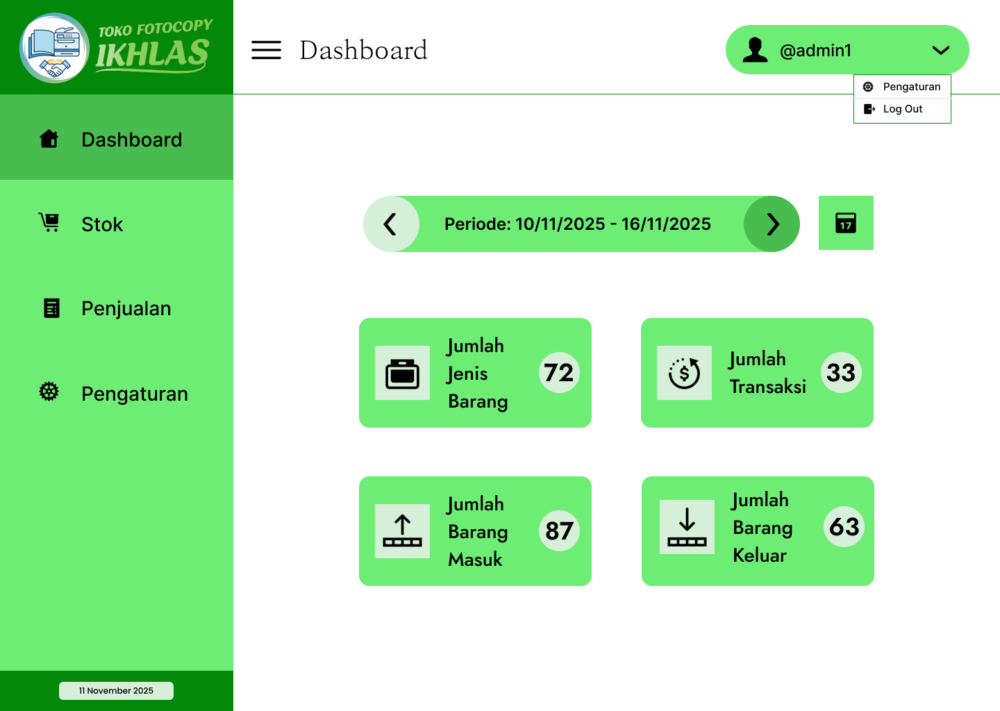 TOKO FOTOCOPY
IKHLAS
Dashboard
@admin1
Pengaturan
Log Out
Dashboard
Stok
Penjualan
Pengaturan
Periode: 10/11/2025 - 16/11/2025
17
Jumlah
Jenis
Barang
72
Jumlah
Transaksi
33
Jumlah
Barang
Masuk
87
Jumlah
Barang
Keluar
63
11 November 2025